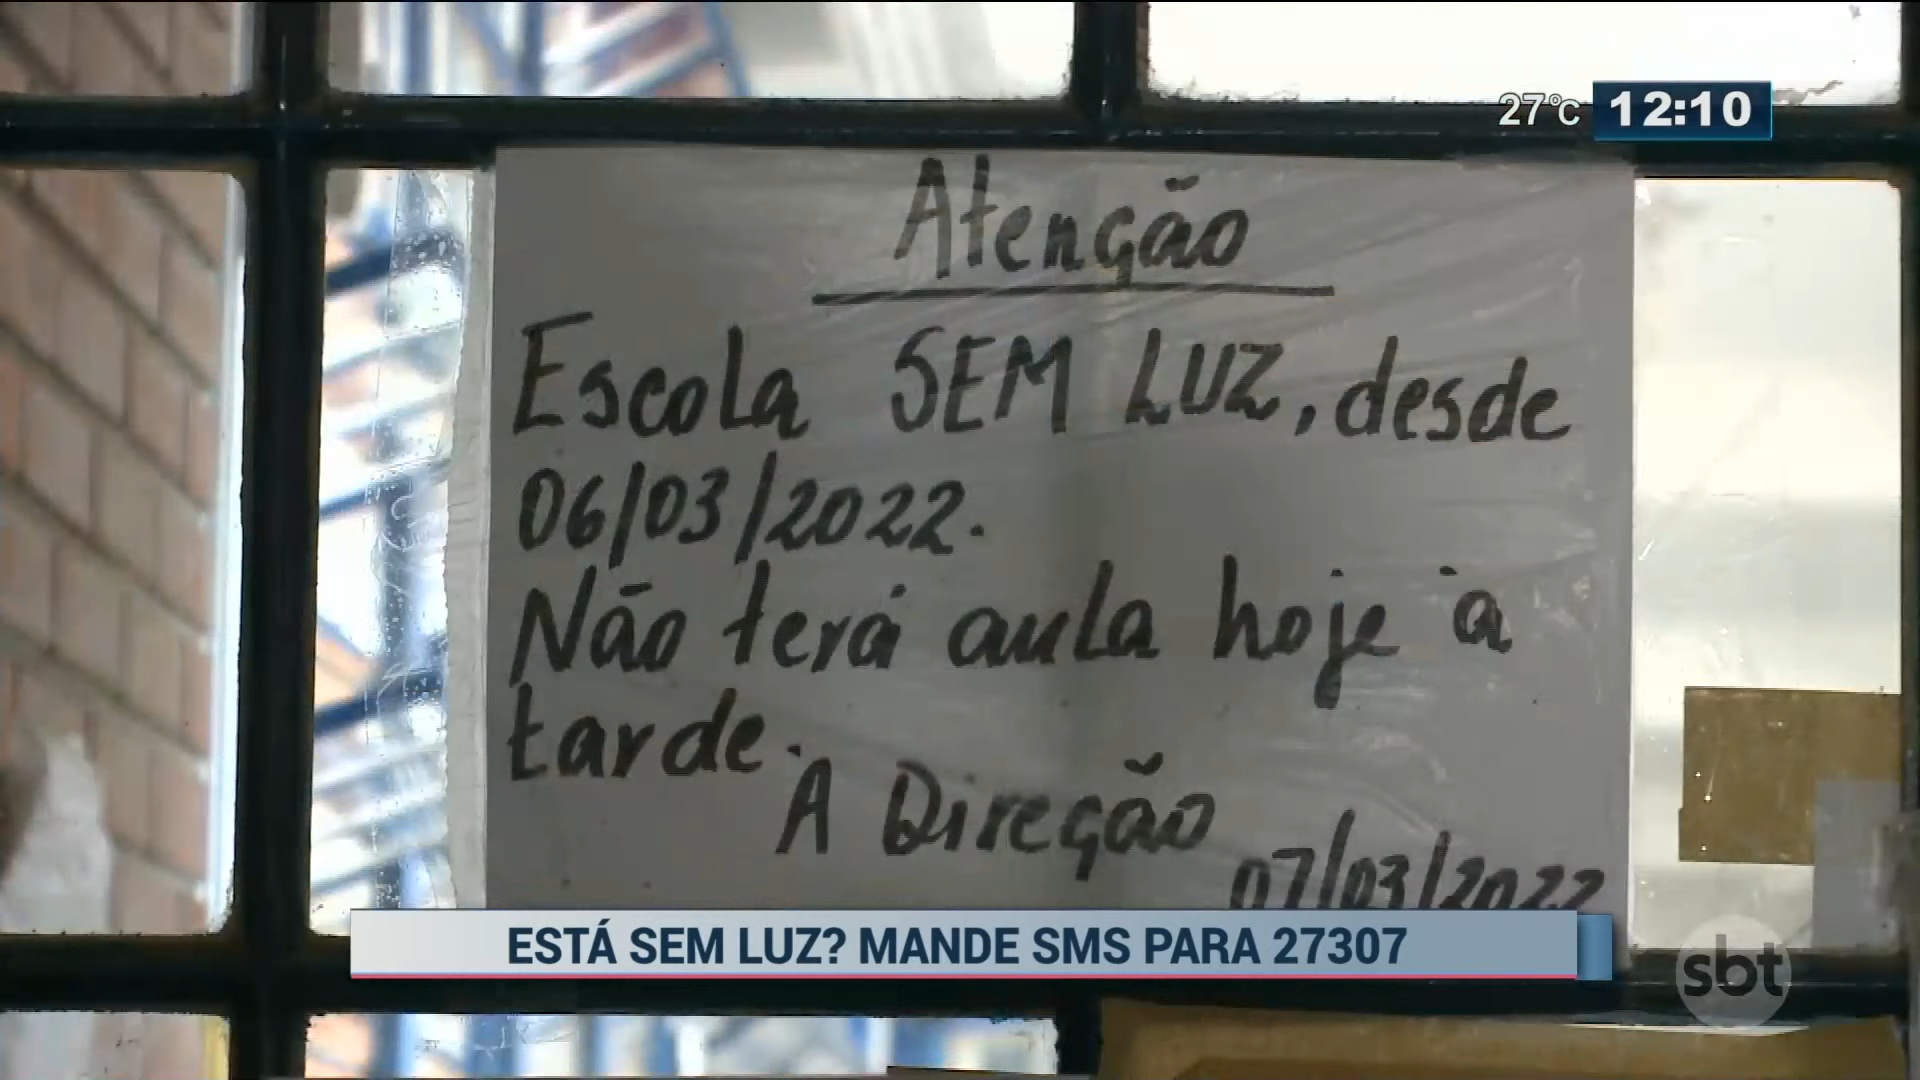 27°C 12:10
Atenção
Escola SEM LUZ, desde
06/03/2022.
Não terá aula hoje à
tarde.
A Direção
07/03/2022
ESTÁ SEM LUZ? MANDE SMS PARA 27307
sbt